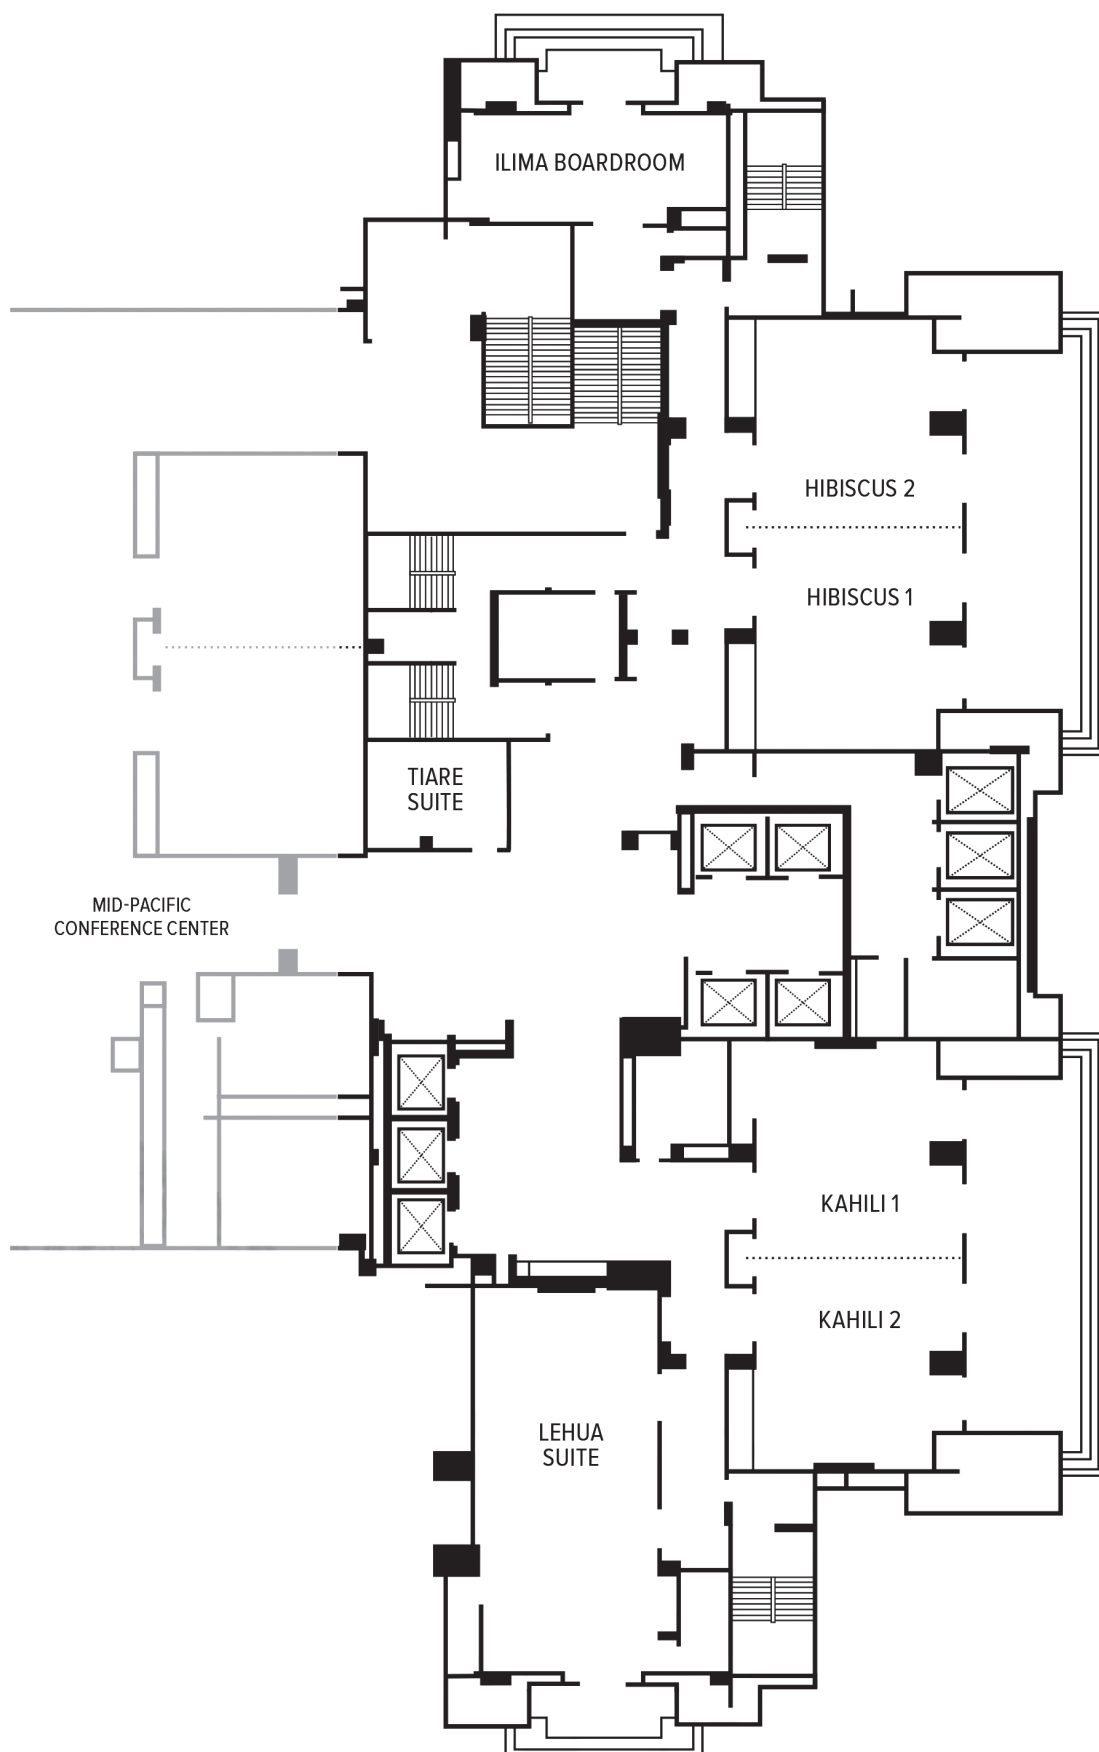 ILIMA BOARDROOM
HIBISCUS 2
HIBISCUS 1
TIARE
SUITE
MID-PACIFIC
CONFERENCE CENTER
KAHILI 1
KAHILI 2
LEHUA
SUITE